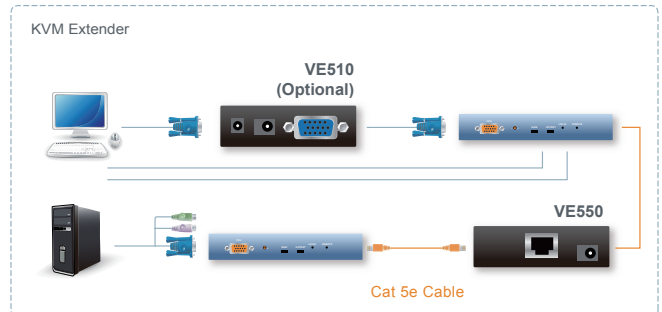 KVM Extender
VE510
(Optional)
VE550
Cat 5e Cable